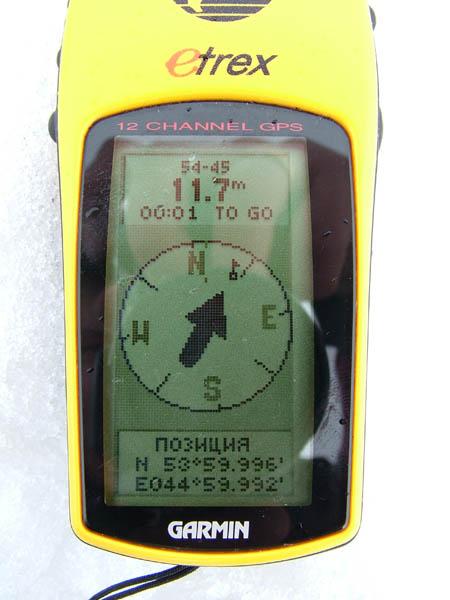 etrex
12 CHANNEL GPS
54-45
11.7m
00:01 TO GO
N
W
E
S
ПОЗИЦИЯ
N 53°59.996'
E044°59.992'
GARMIN